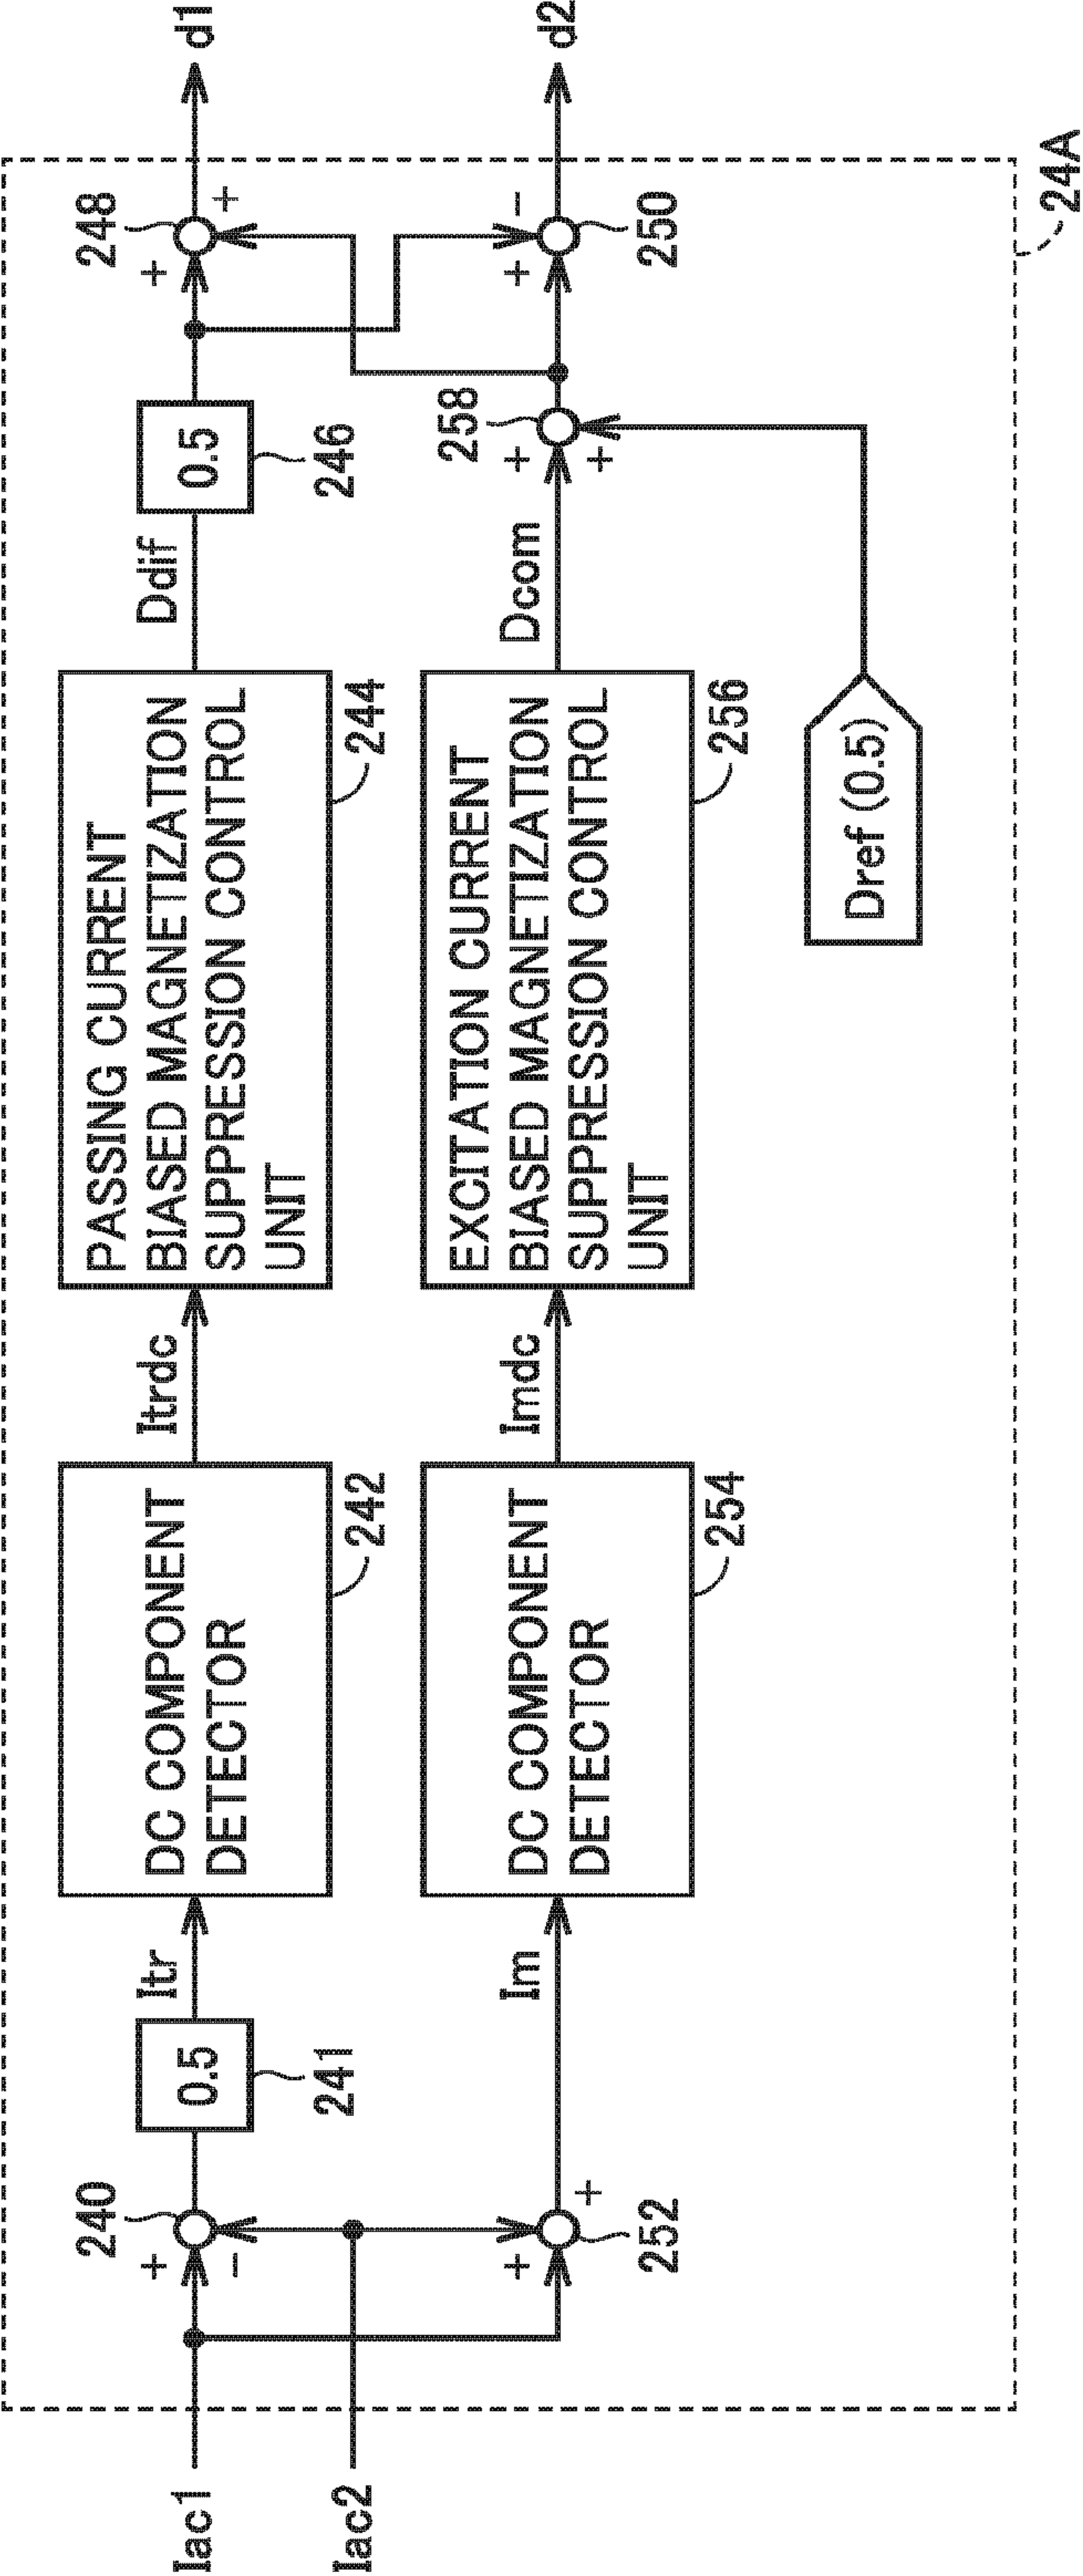 Iac1
Iac2
240
+
−
0.5
241
Itr
DC COMPONENT
DETECTOR
242
Itrdc
PASSING CURRENT
BIASED MAGNETIZATION
SUPPRESSION CONTROL
UNIT
244
Ddif
0.5
246
248
+
+
d1
252
+
+
Im
DC COMPONENT
DETECTOR
254
Imdc
EXCITATION CURRENT
BIASED MAGNETIZATION
SUPPRESSION CONTROL
UNIT
256
Dcom
258
+
+
+
−
250
d2
Dref (0.5)
24A